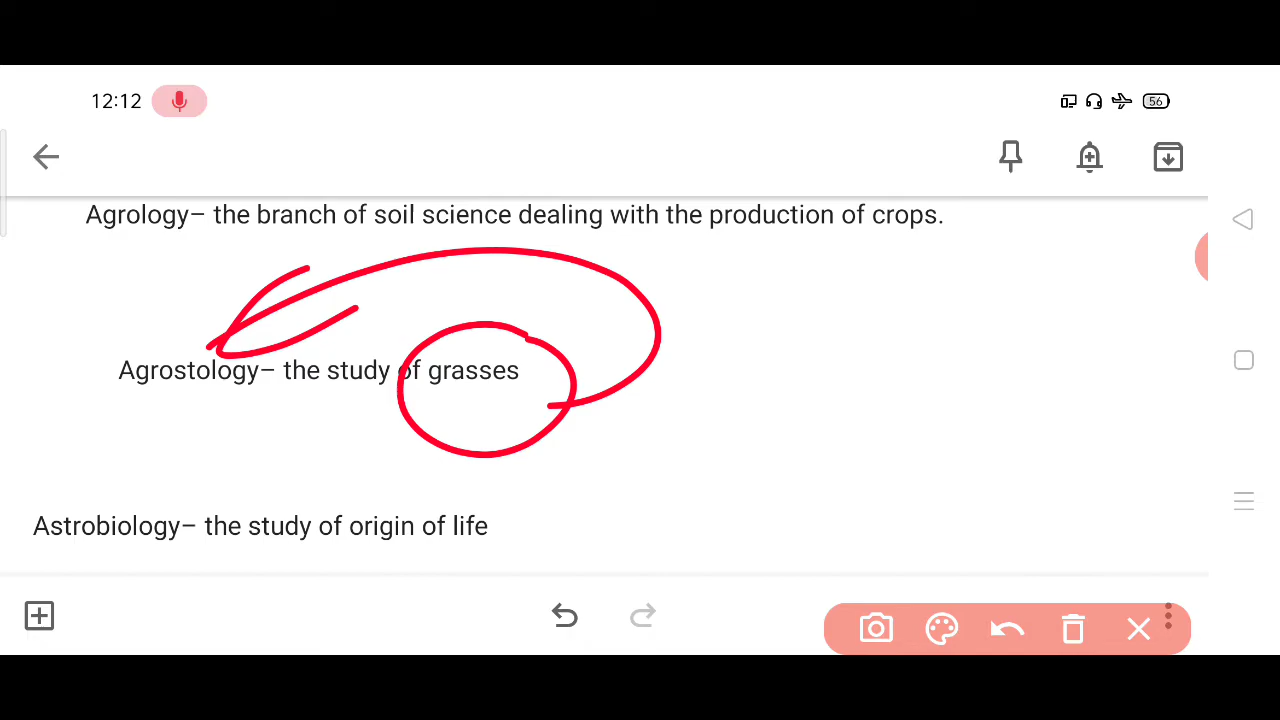 12:12
56
Agrology– the branch of soil science dealing with the production of crops.
Agrostology– the study of grasses
Astrobiology– the study of origin of life